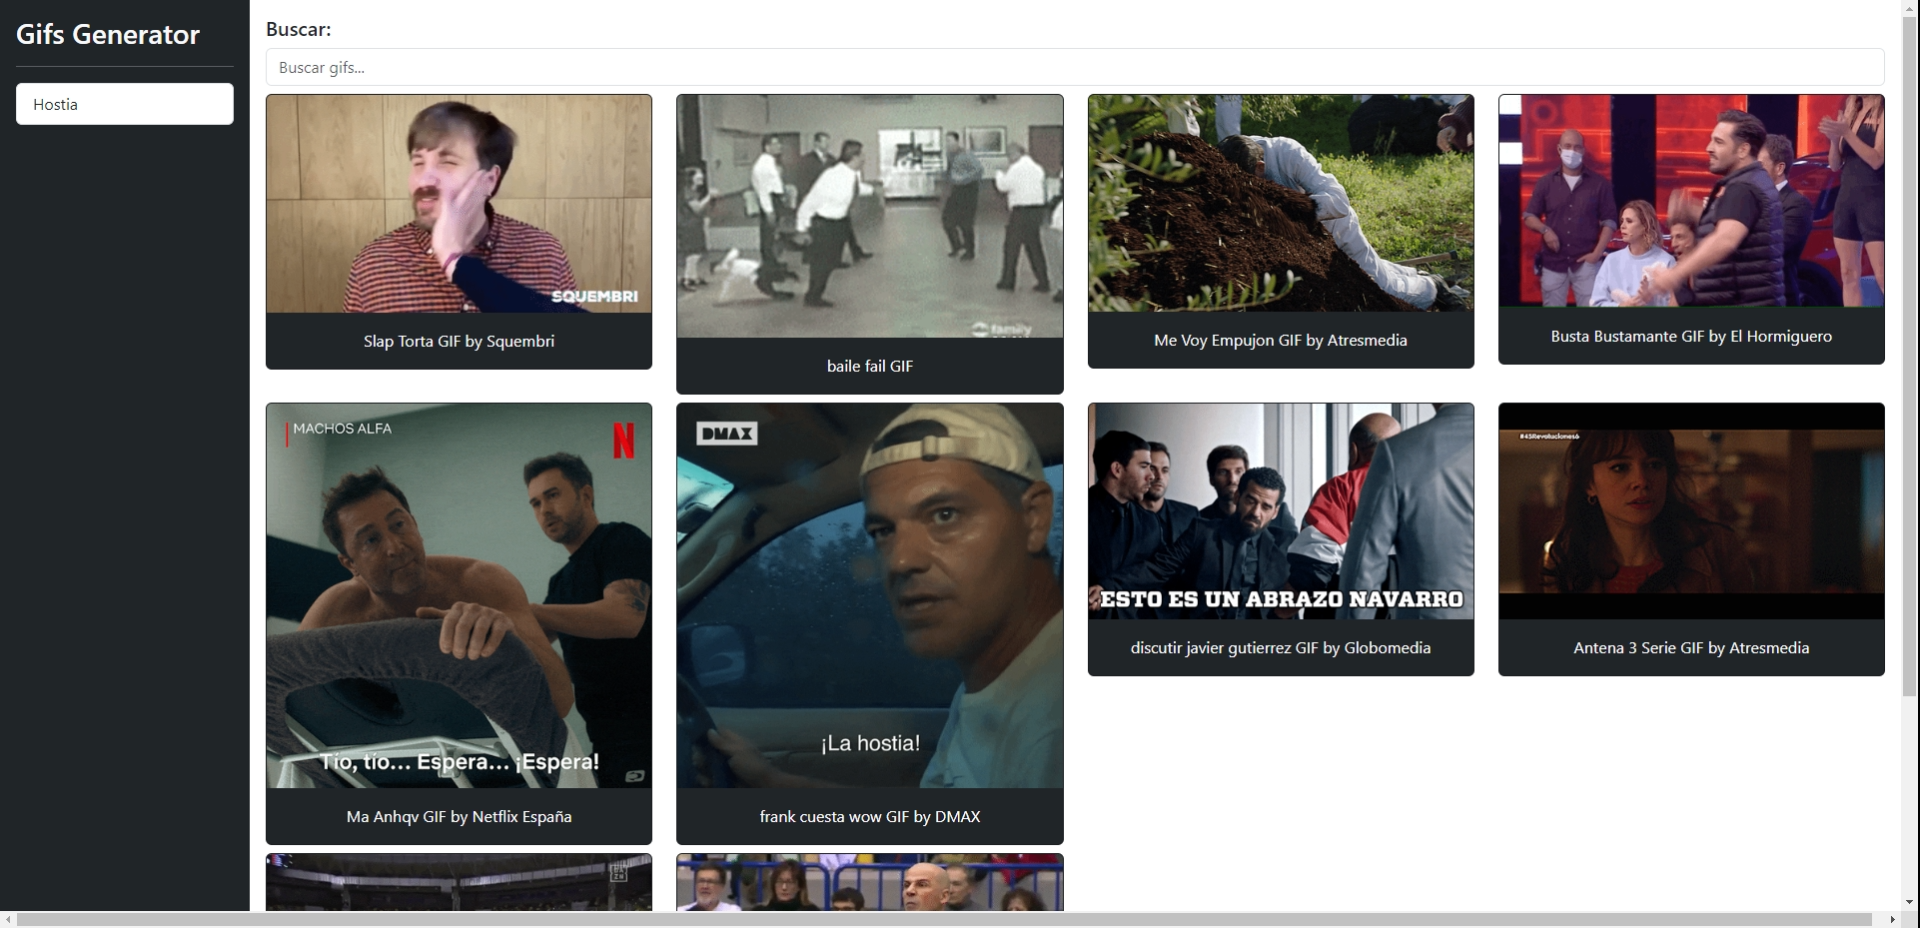 Gifs Generator
Hostia
Buscar:
Buscar gifs...
SQUEMBRI
Slap Torta GIF by Squembri
family
baile fail GIF
Me Voy Empujon GIF by Atresmedia
Busta Bustamante GIF by El Hormiguero
MACHOS ALFA
N
Tío, tío... Espera... ¡Espera!
Ma Anhqv GIF by Netflix España
DMAX
¡La hostia!
frank cuesta wow GIF by DMAX
ESTO ES UN ABRAZO NAVARRO
discutir javier gutierrez GIF by Globomedia
#45Revoluciones6
Antena 3 Serie GIF by Atresmedia
DAZN